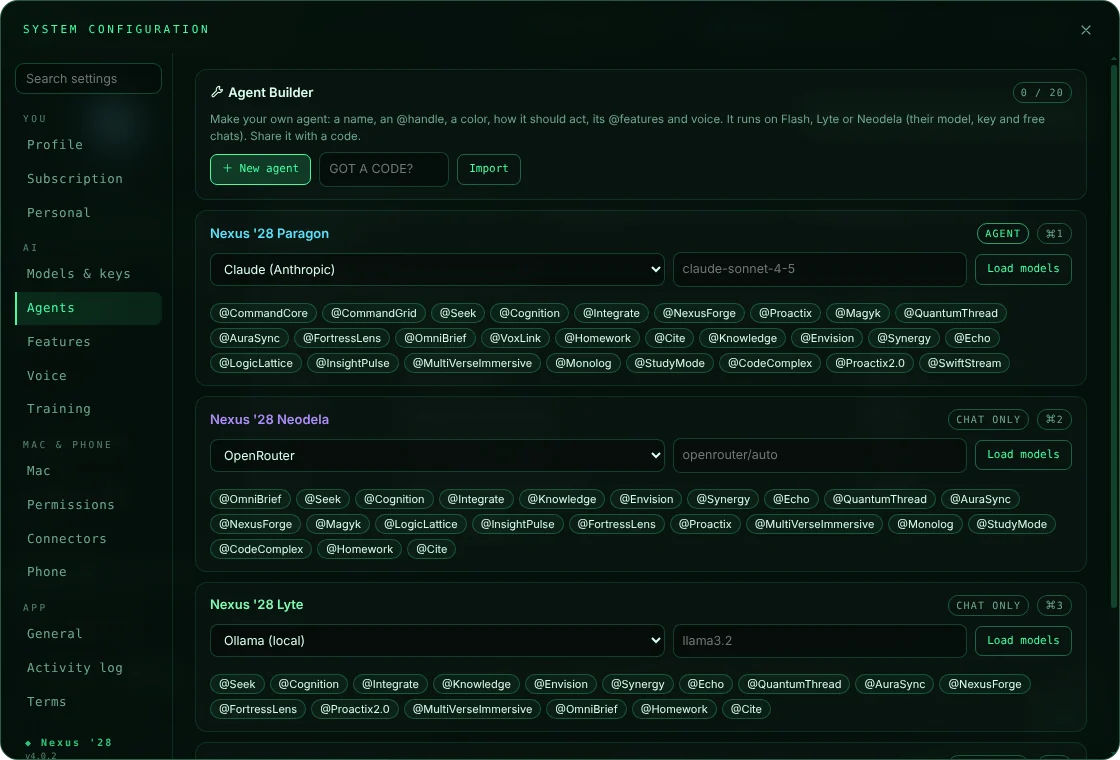 SYSTEM CONFIGURATION
Search settings
YOU
Profile
Subscription
Personal
AI
Models & keys
Agents
Features
Voice
Training
MAC & PHONE
Mac
Permissions
Connectors
Phone
APP
General
Activity log
Terms
◆ Nexus '28
v4.0.2
Agent Builder
0 / 20
Make your own agent: a name, an @handle, a color, how it should act, its @features and voice. It runs on Flash, Lyte or Neodela (their model, key and free
chats). Share it with a code.
+ New agent GOT A CODE? Import
Nexus '28 Paragon AGENT ⌘1
Claude (Anthropic) claude-sonnet-4-5 Load models
@CommandCore @CommandGrid @Seek @Cognition @Integrate @NexusForge @Proactix @Magyk @QuantumThread
@AuraSync @FortressLens @OmniBrief @VoxLink @Homework @Cite @Knowledge @Envision @Synergy @Echo
@LogicLattice @InsightPulse @MultiVerseImmersive @Monolog @StudyMode @CodeComplex @Proactix2.0 @SwiftStream
Nexus '28 Neodela CHAT ONLY ⌘2
OpenRouter openrouter/auto Load models
@OmniBrief @Seek @Cognition @Integrate @Knowledge @Envision @Synergy @Echo @QuantumThread @AuraSync
@NexusForge @Magyk @LogicLattice @InsightPulse @FortressLens @Proactix @MultiVerseImmersive @Monolog @StudyMode
@CodeComplex @Homework @Cite
Nexus '28 Lyte CHAT ONLY ⌘3
Ollama (local) llama3.2 Load models
@Seek @Cognition @Integrate @Knowledge @Envision @Synergy @Echo @QuantumThread @AuraSync @NexusForge
@FortressLens @Proactix2.0 @MultiVerseImmersive @OmniBrief @Homework @Cite